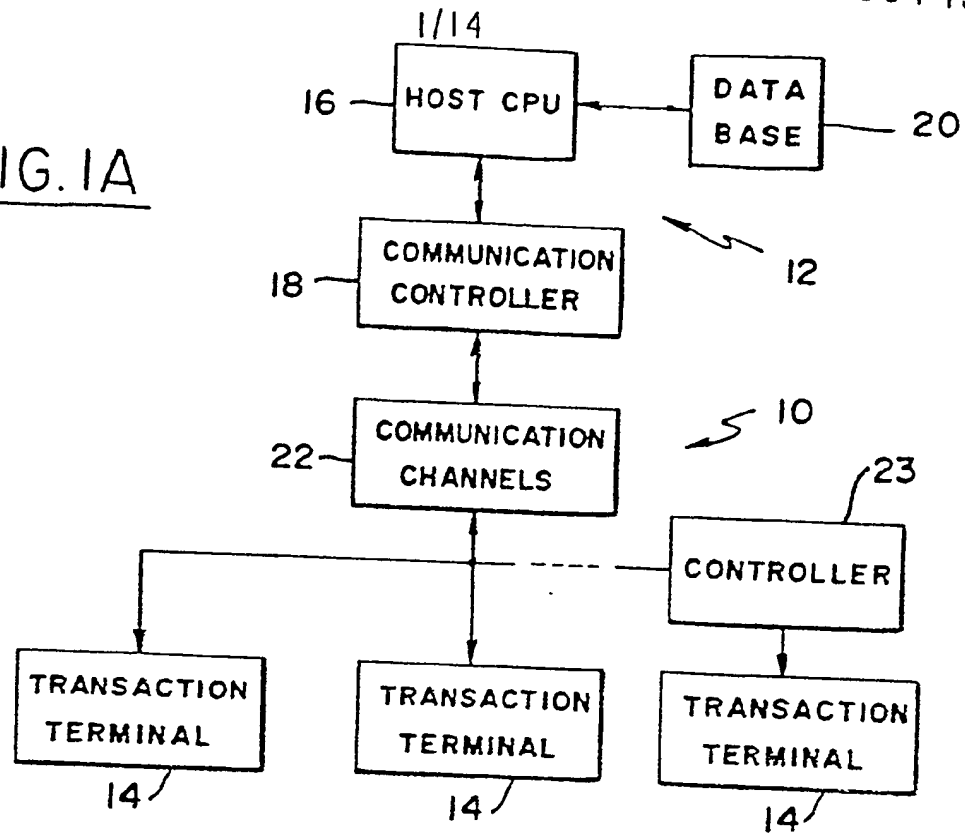 1/14
16
HOST CPU
DATA
BASE
20
IG. 1A
12
18
COMMUNICATION
CONTROLLER
10
22
COMMUNICATION
CHANNELS
23
CONTROLLER
TRANSACTION
TERMINAL
14
TRANSACTION
TERMINAL
14
TRANSACTION
TERMINAL
14